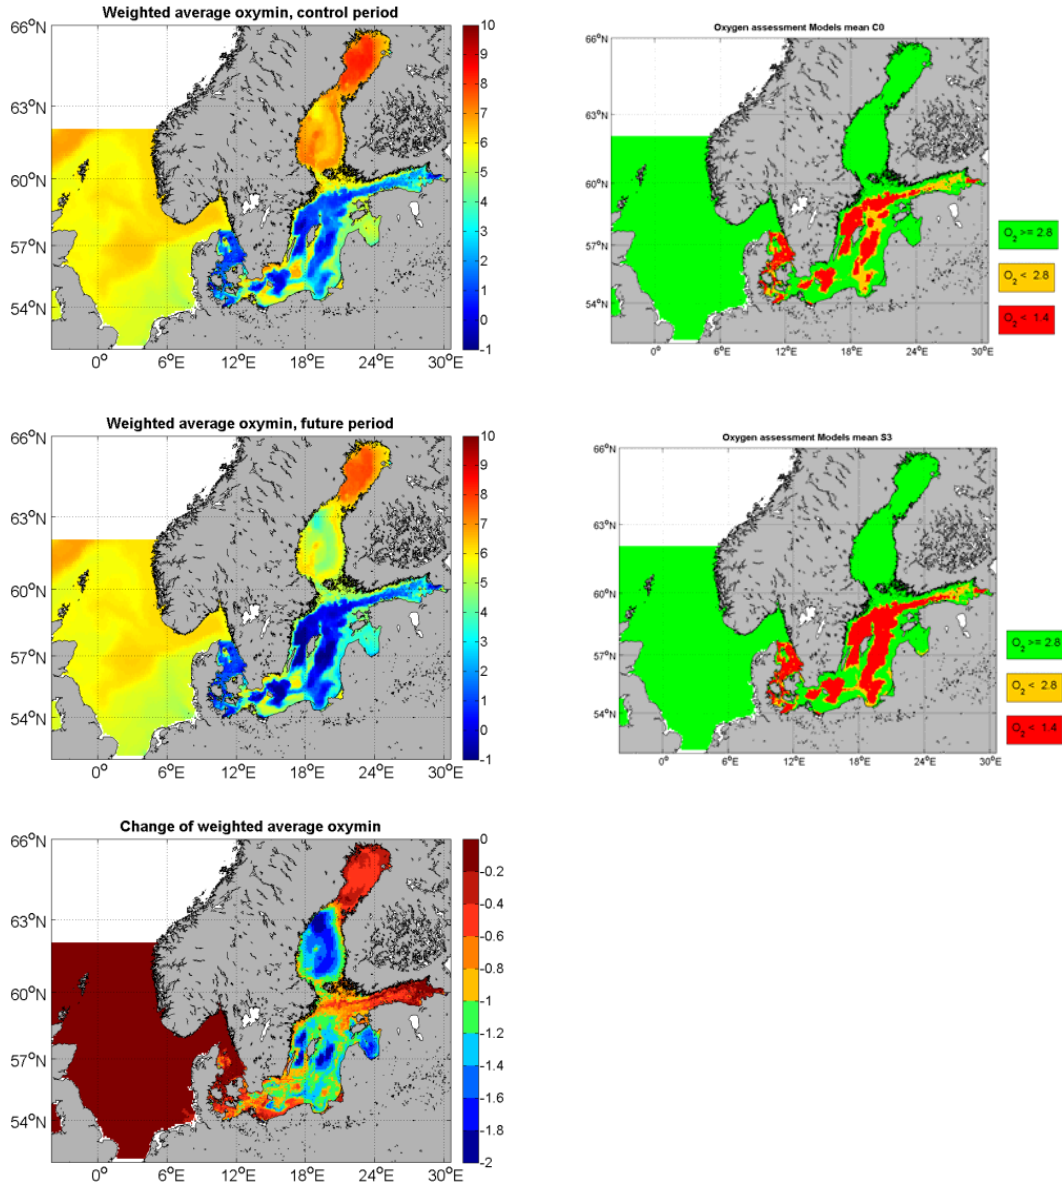 Weighted average oxymin, control period
66°N
63°N
60°N
57°N
54°N
0°
6°E
12°E
18°E
24°E
30°E
10
9
8
7
6
5
4
3
2
1
0
-1
Oxygen assessment Models mean C0
66°N
63°N
60°N
57°N
54°N
0°
6°E
12°E
18°E
24°E
30°E
O2 >= 2.8
O2 < 2.8
O2 < 1.4
Weighted average oxymin, future period
66°N
63°N
60°N
57°N
54°N
0°
6°E
12°E
18°E
24°E
30°E
10
9
8
7
6
5
4
3
2
1
0
-1
Oxygen assessment Models mean S3
66°N
63°N
60°N
57°N
54°N
0°
6°E
12°E
18°E
24°E
30°E
O2 >= 2.8
O2 < 2.8
O2 < 1.4
Change of weighted average oxymin
66°N
63°N
60°N
57°N
54°N
0°
6°E
12°E
18°E
24°E
30°E
0
-0.2
-0.4
-0.6
-0.8
-1
-1.2
-1.4
-1.6
-1.8
-2